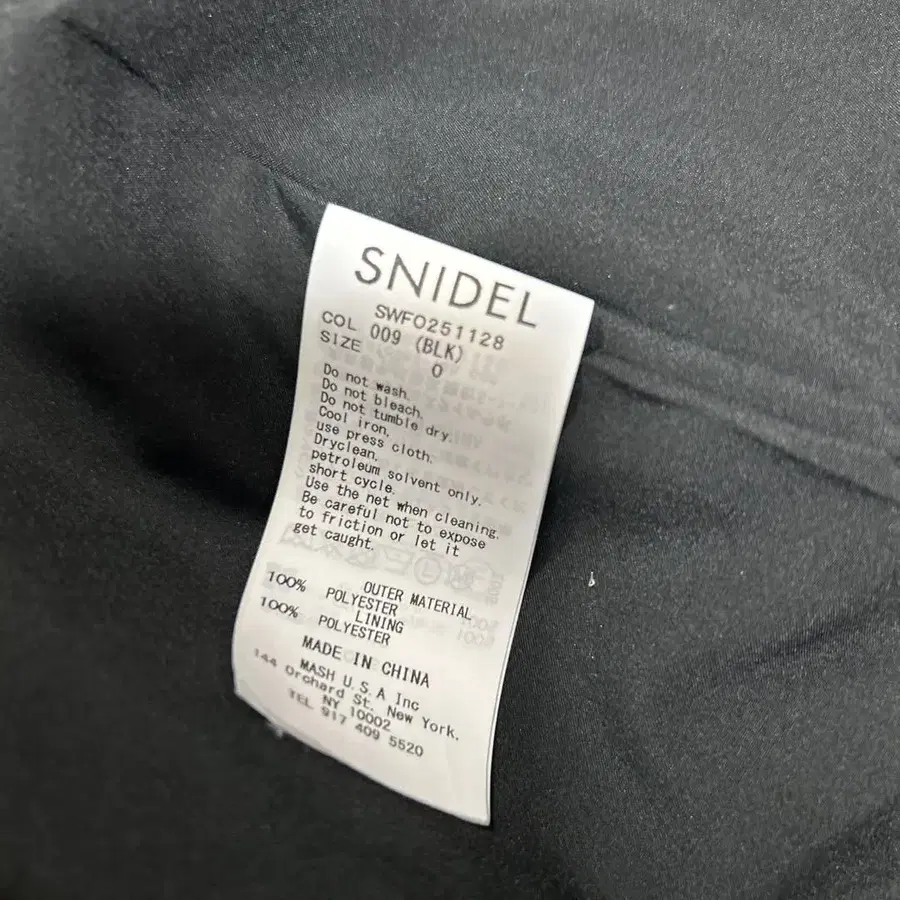 SNIDEL
SWFO251128
COL 009 (BLK)
SIZE 0
Do not wash.
Do not bleach.
Do not tumble dry.
Cool iron.
use press cloth.
Dryclean.
petroleum solvent only.
short cycle.
Use the net when cleaning.
Be careful not to expose
to friction or let it
get caught.
OUTER MATERIAL
100% POLYESTER
LINING
100% POLYESTER
MADE IN CHINA
MASH U.S.A Inc
144 Orchard St. New York.
NY 10002
TEL 917 409 5520